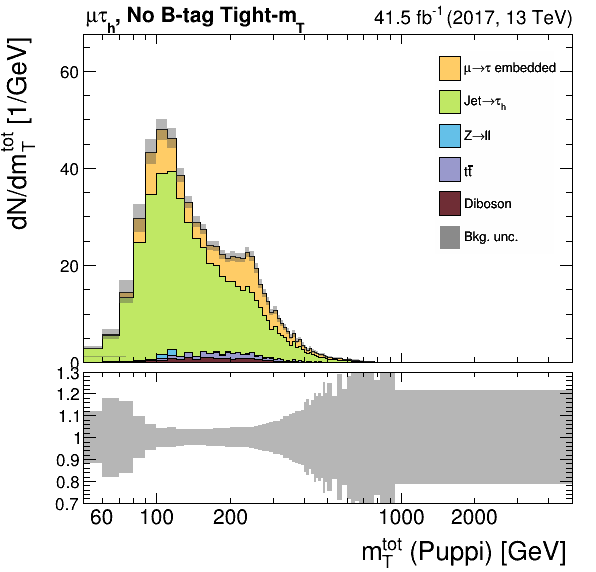 μτh, No B-tag Tight-mT
41.5 fb-1 (2017, 13 TeV)
dN/dmTtot [1/GeV]
60
40
20
0
μ→τ embedded
Jet→τh
Z→ll
tt̄
Diboson
Bkg. unc.
1.3
1.2
1.1
1
0.9
0.8
0.7
60 100 200 1000 2000
mTtot (Puppi) [GeV]